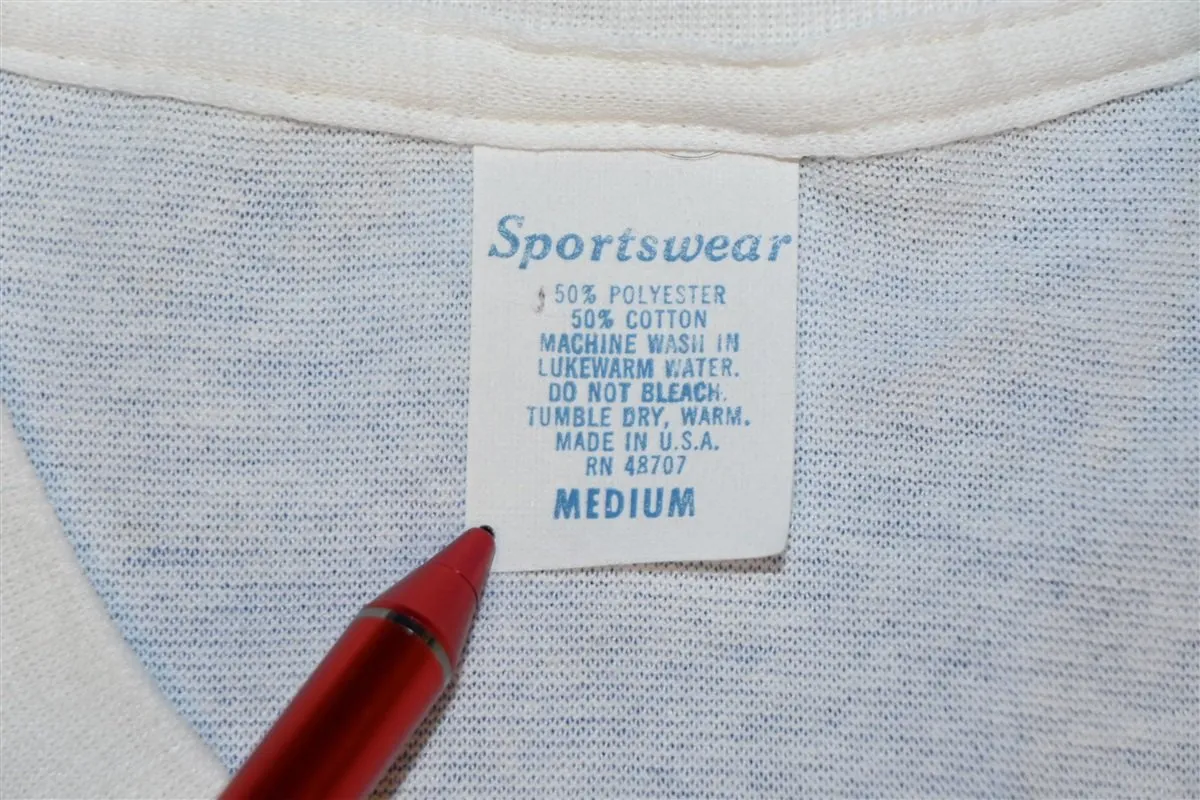 Sportswear
50% POLYESTER
50% COTTON
MACHINE WASH IN
LUKEWARM WATER.
DO NOT BLEACH.
TUMBLE DRY, WARM.
MADE IN U.S.A.
RN 48707
MEDIUM